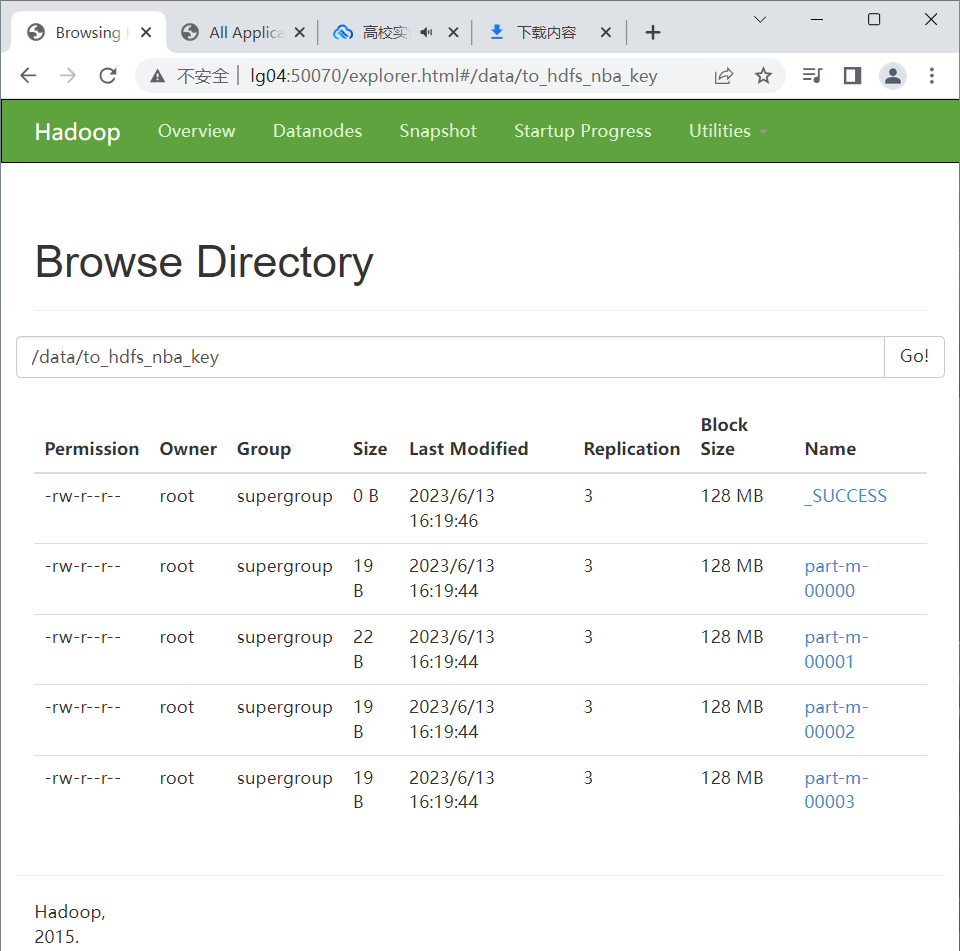 Browsing
All Applica
高校实
下载内容
不安全 lg04:50070/explorer.html#/data/to_hdfs_nba_key
Hadoop Overview Datanodes Snapshot Startup Progress Utilities
Browse Directory
/data/to_hdfs_nba_key Go!
Permission Owner Group Size Last Modified Replication Block Size Name
-rw-r--r-- root supergroup 0 B 2023/6/13 16:19:46 3 128 MB _SUCCESS
-rw-r--r-- root supergroup 19 B 2023/6/13 16:19:44 3 128 MB part-m-00000
-rw-r--r-- root supergroup 22 B 2023/6/13 16:19:44 3 128 MB part-m-00001
-rw-r--r-- root supergroup 19 B 2023/6/13 16:19:44 3 128 MB part-m-00002
-rw-r--r-- root supergroup 19 B 2023/6/13 16:19:44 3 128 MB part-m-00003
Hadoop,
2015.